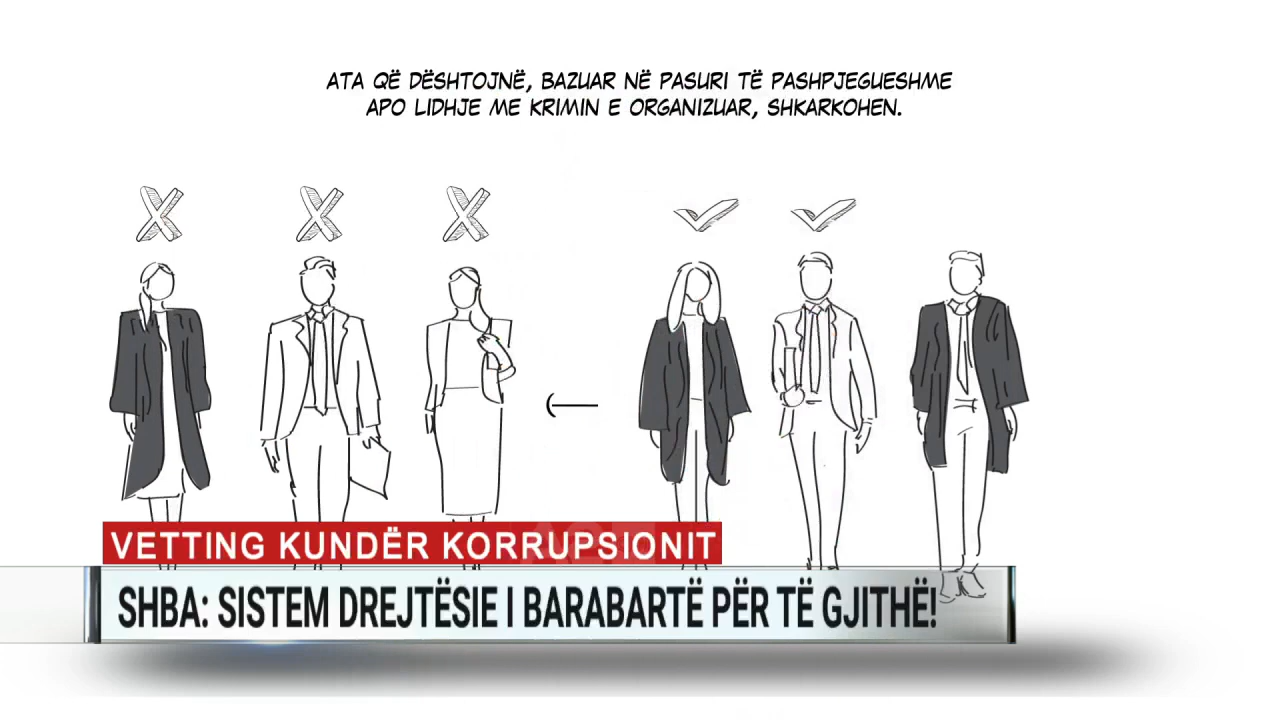 ATA QË DËSHTOJNË, BAZUAR NË PASURI TË PASHPJEGUESHME
APO LIDHJE ME KRIMIN E ORGANIZUAR, SHKARKOHEN.
VETTING KUNDËR KORRUPSIONIT
SHBA: SISTEM DREJTËSIE I BARABARTË PËR TË GJITHË!